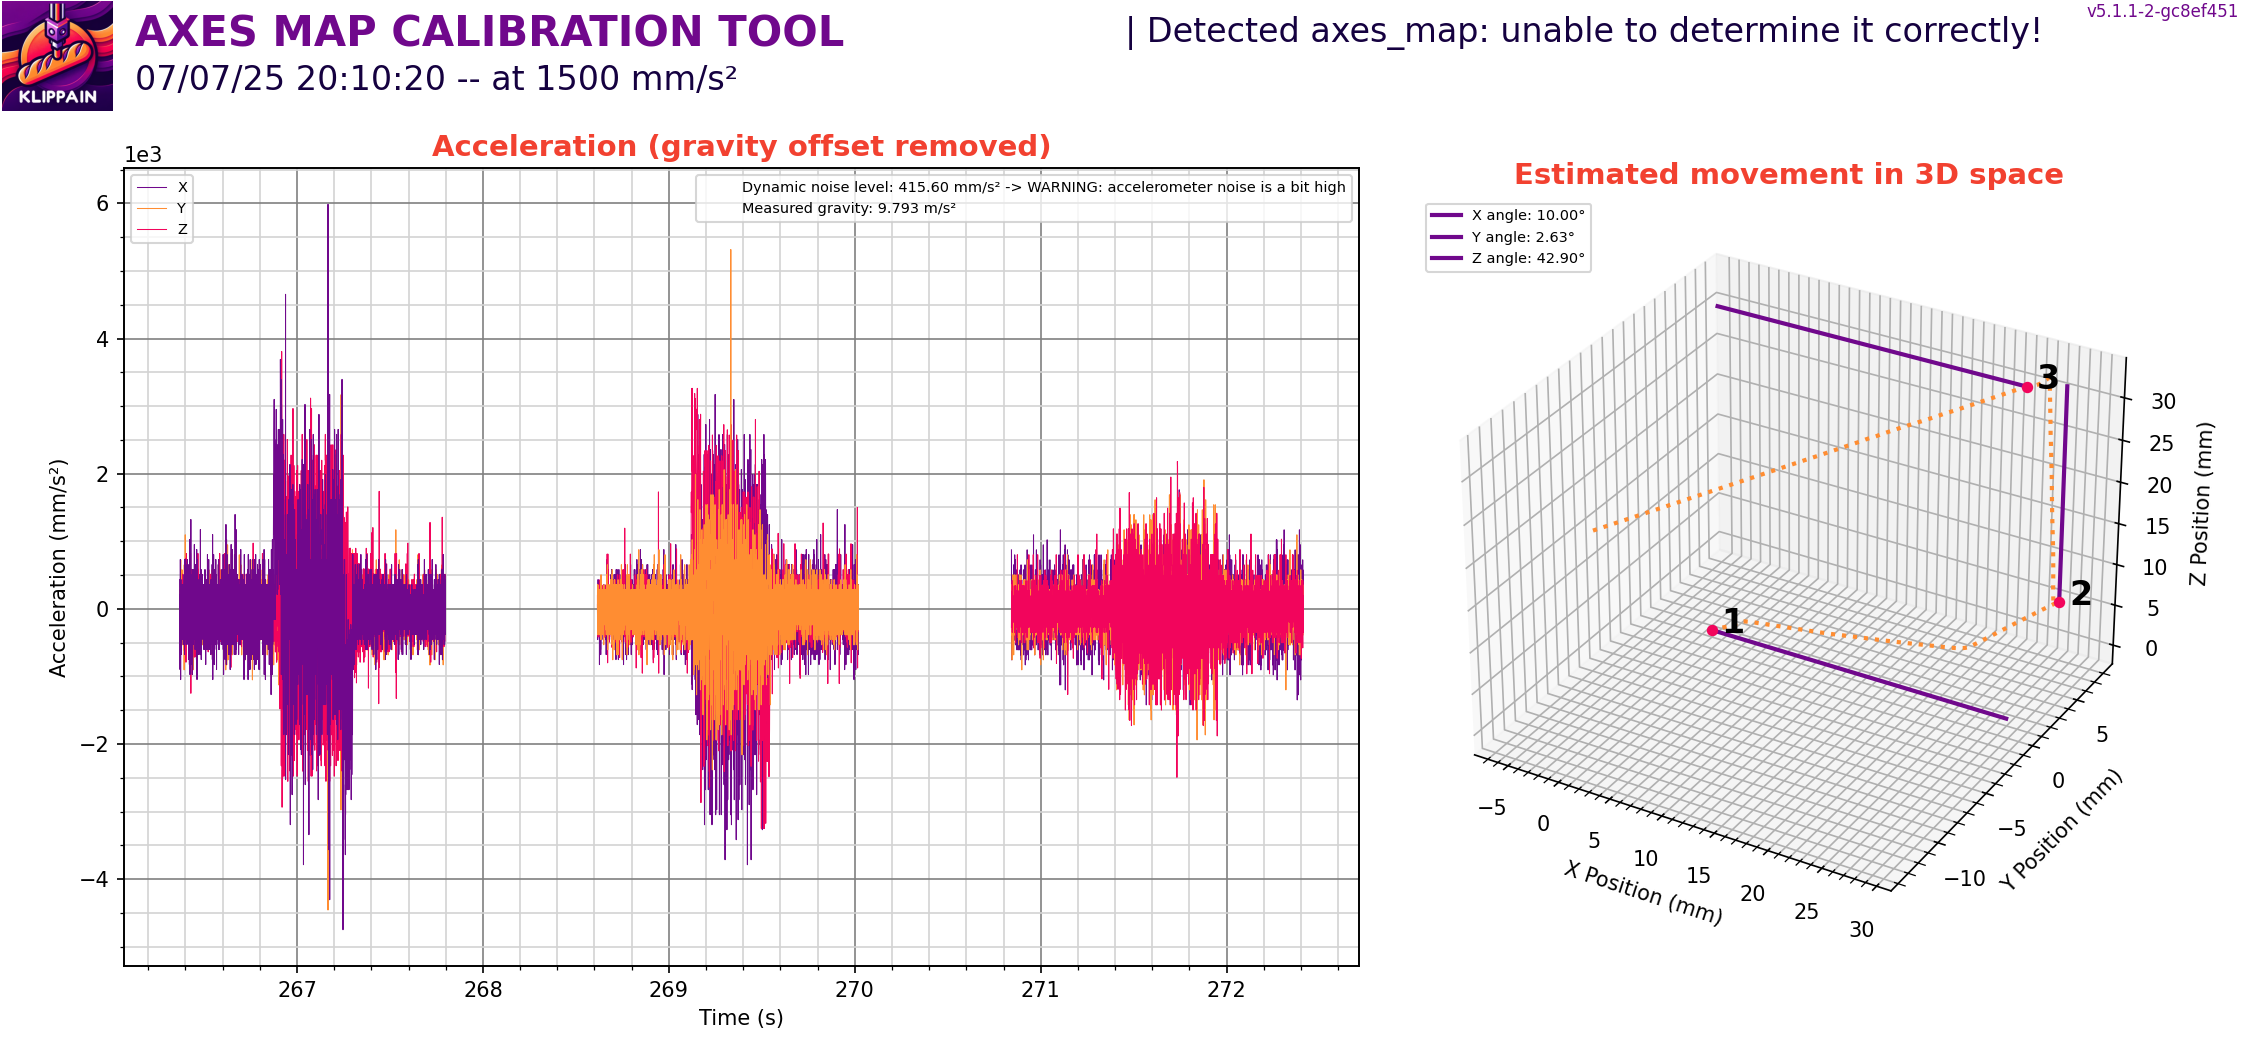 KLIPPAIN
AXES MAP CALIBRATION TOOL
07/07/25 20:10:20 -- at 1500 mm/s²
| Detected axes_map: unable to determine it correctly!
v5.1.1-2-gc8ef451
Acceleration (gravity offset removed)
1e3
X
Y
Z
Dynamic noise level: 415.60 mm/s² -> WARNING: accelerometer noise is a bit high
Measured gravity: 9.793 m/s²
Acceleration (mm/s²)
6
4
2
0
−2
−4
267
268
269
270
271
272
Time (s)
Estimated movement in 3D space
X angle: 10.00°
Y angle: 2.63°
Z angle: 42.90°
3
2
1
30
25
20
15
10
5
0
Z Position (mm)
5
0
−5
−10
Y Position (mm)
−5
0
5
10
15
20
25
30
X Position (mm)